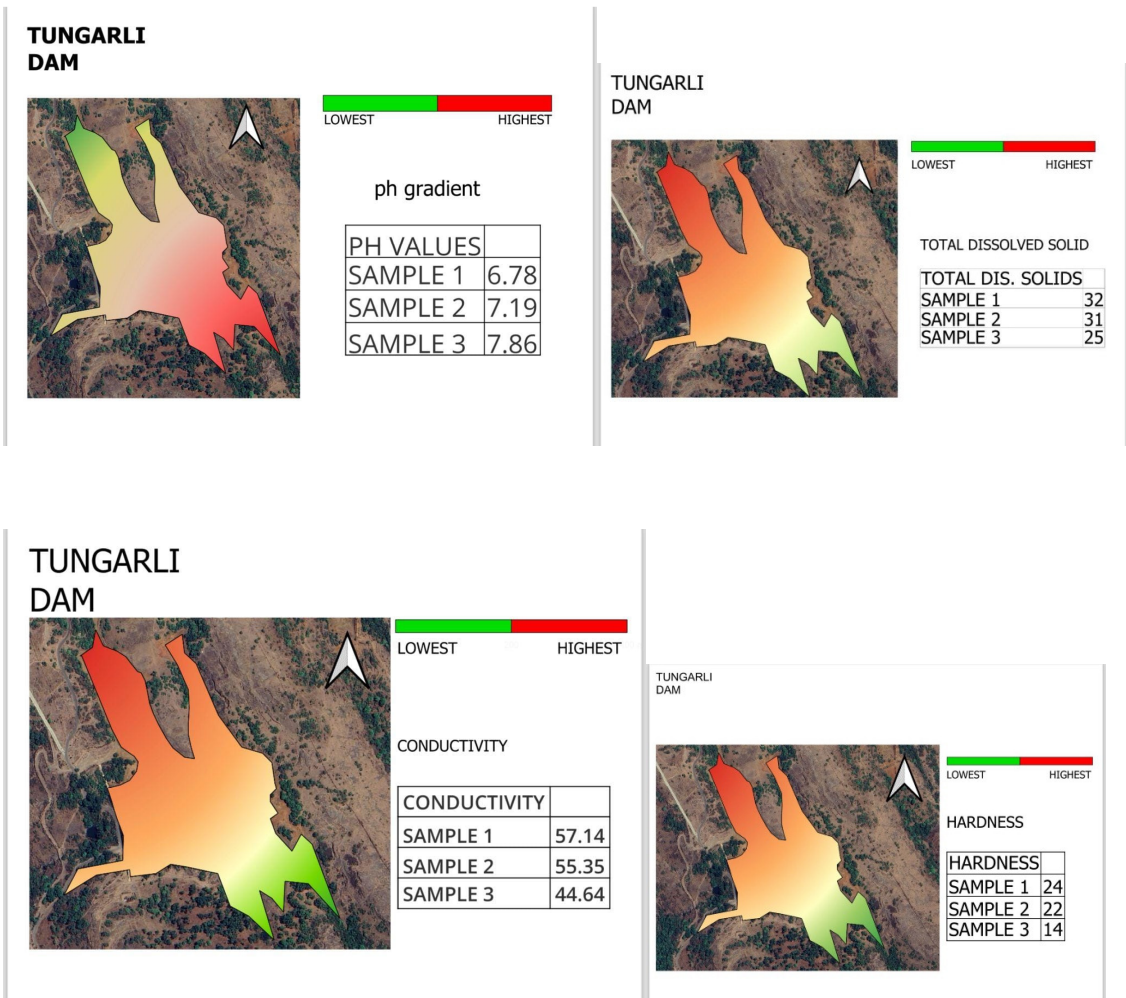 TUNGARLI
DAM
LOWEST HIGHEST
ph gradient
PH VALUES
SAMPLE 1 6.78
SAMPLE 2 7.19
SAMPLE 3 7.86
TUNGARLI
DAM
LOWEST HIGHEST
TOTAL DISSOLVED SOLID
TOTAL DIS. SOLIDS
SAMPLE 1 32
SAMPLE 2 31
SAMPLE 3 25
TUNGARLI
DAM
LOWEST HIGHEST
CONDUCTIVITY
CONDUCTIVITY
SAMPLE 1 57.14
SAMPLE 2 55.35
SAMPLE 3 44.64
TUNGARLI
DAM
LOWEST HIGHEST
HARDNESS
HARDNESS
SAMPLE 1 24
SAMPLE 2 22
SAMPLE 3 14